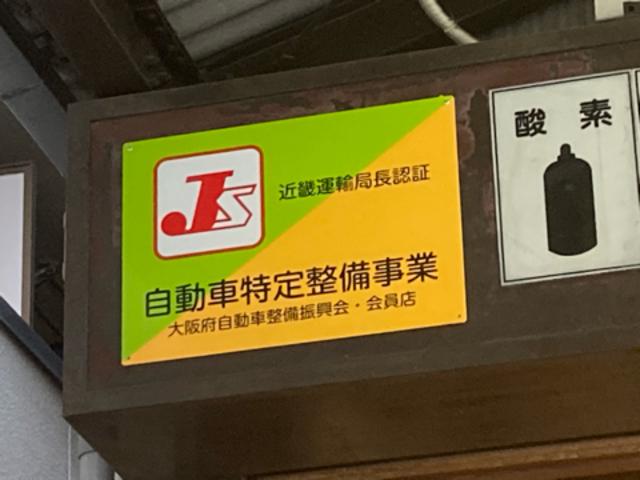 JS
近畿運輸局長認証
自動車特定整備事業
大阪府自動車整備振興会・会員店
酸素